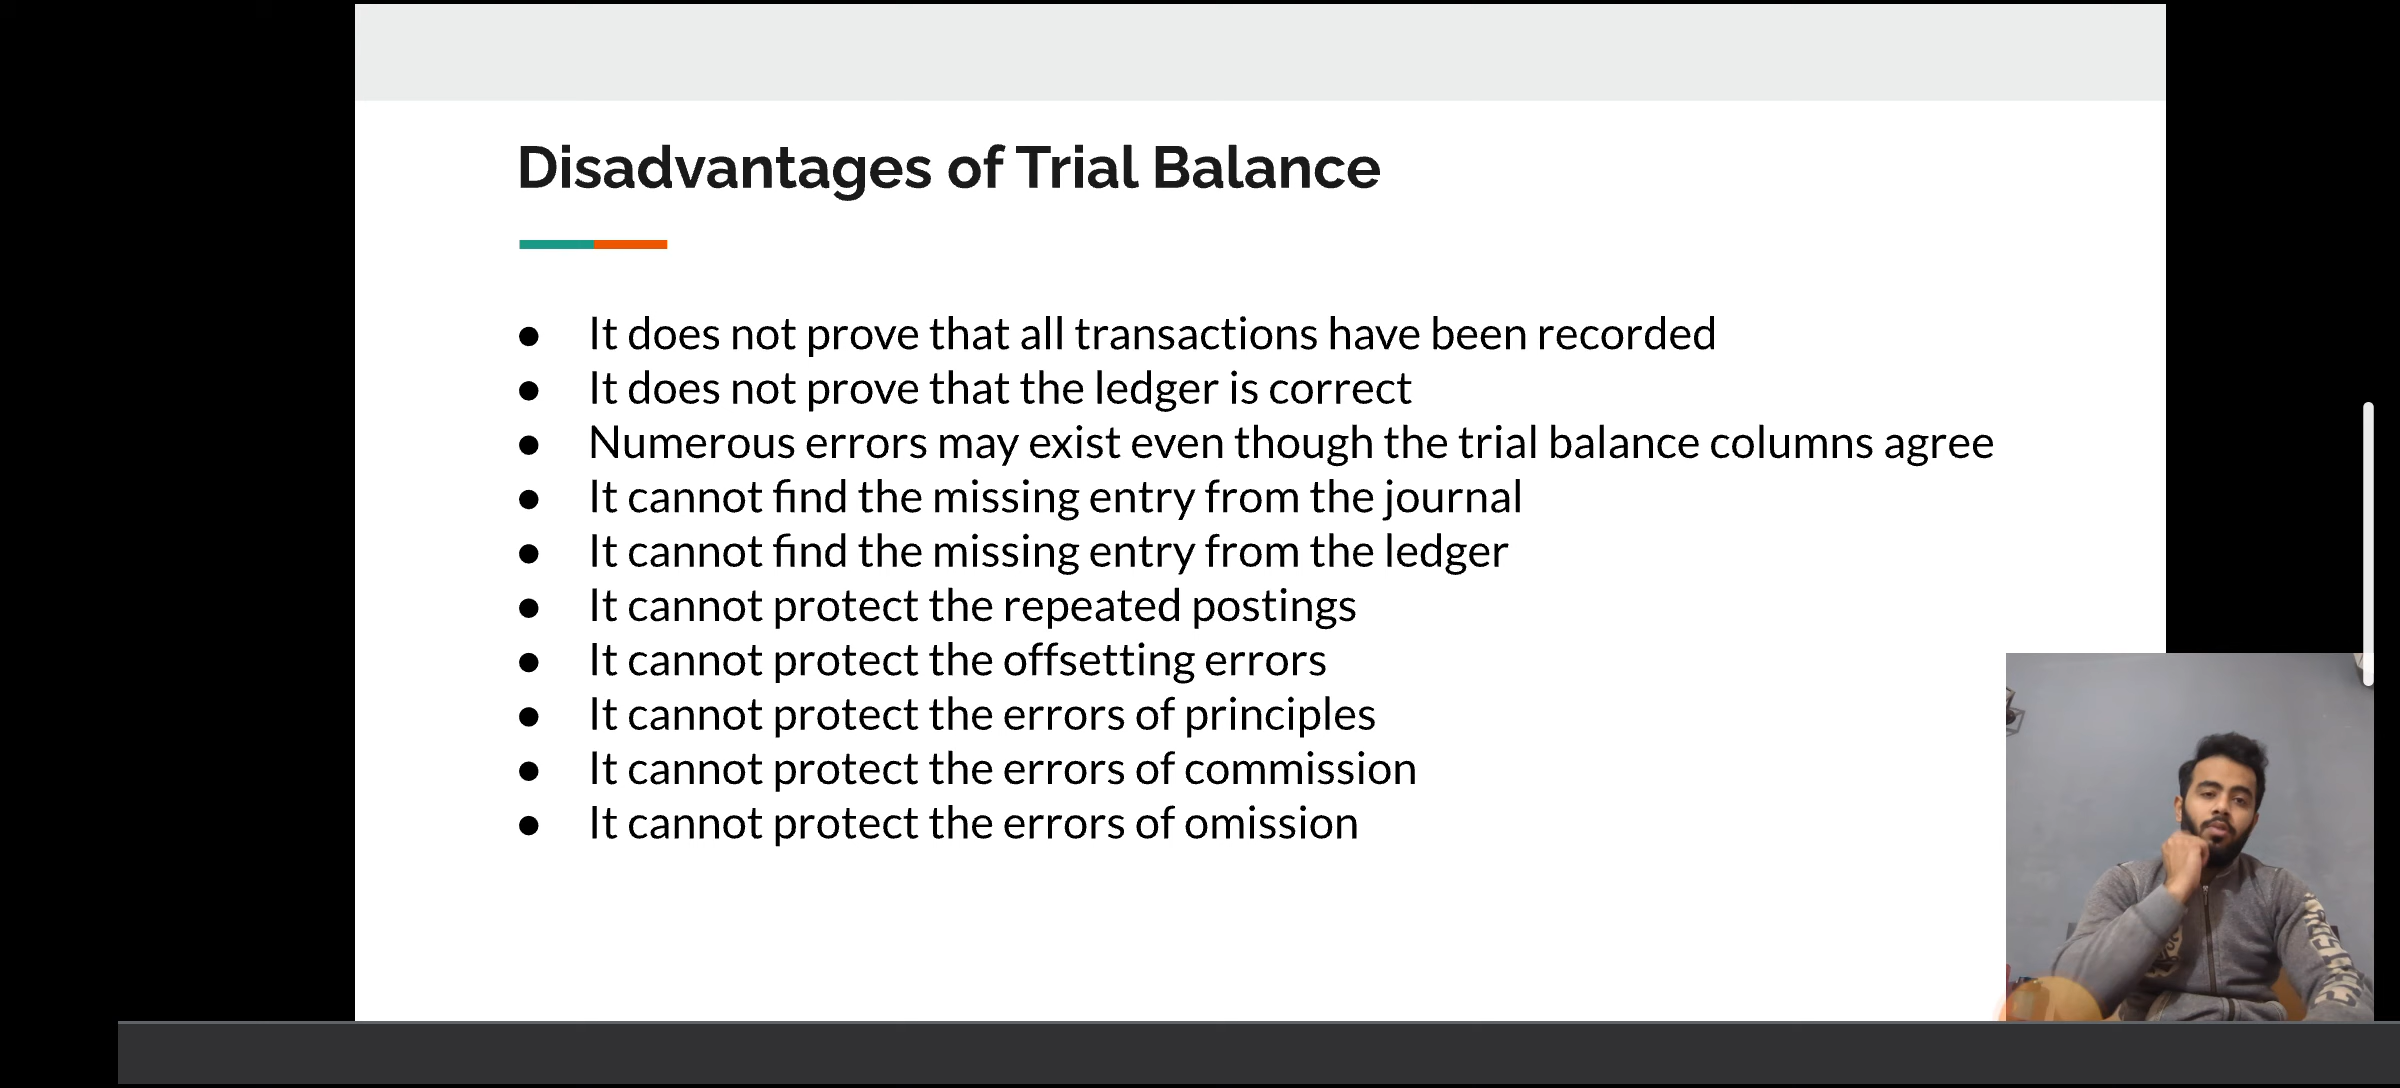 Disadvantages of Trial Balance
● It does not prove that all transactions have been recorded
● It does not prove that the ledger is correct
● Numerous errors may exist even though the trial balance columns agree
● It cannot find the missing entry from the journal
● It cannot find the missing entry from the ledger
● It cannot protect the repeated postings
● It cannot protect the offsetting errors
● It cannot protect the errors of principles
● It cannot protect the errors of commission
● It cannot protect the errors of omission